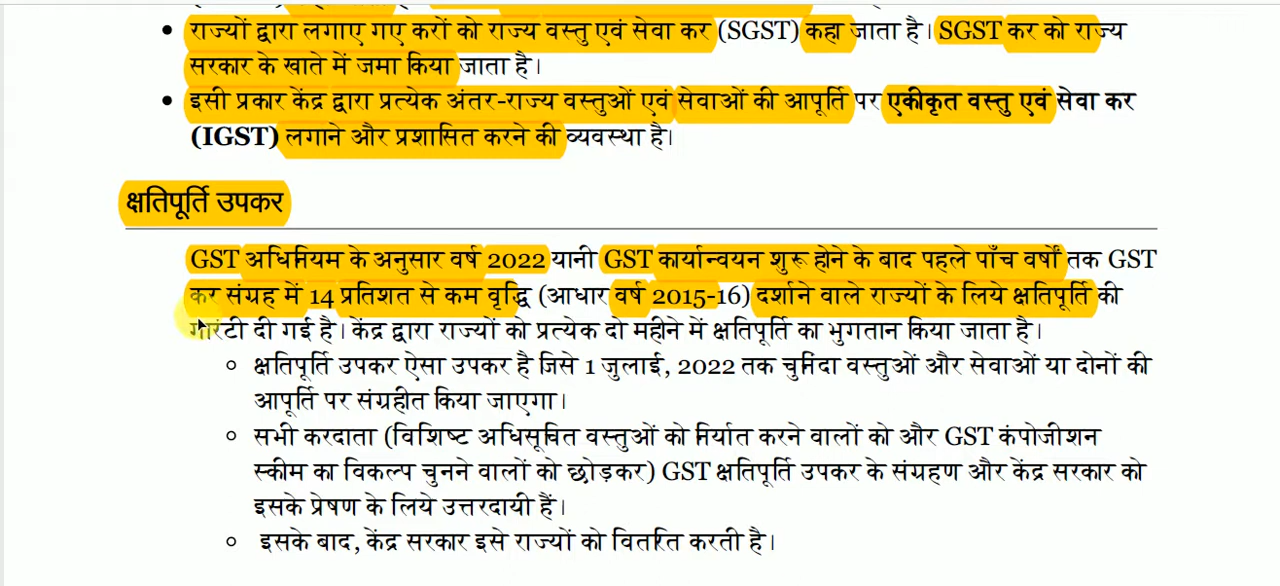 राज्यों द्वारा लगाए गए करों को राज्य वस्तु एवं सेवा कर (SGST) कहा जाता है। SGST कर को राज्य
सरकार के खाते में जमा किया जाता है।
इसी प्रकार केंद्र द्वारा प्रत्येक अंतर-राज्य वस्तुओं एवं सेवाओं की आपूर्ति पर एकीकृत वस्तु एवं सेवा कर
(IGST) लगाने और प्रशासित करने की व्यवस्था है।
क्षतिपूर्ति उपकर
GST अधिनियम के अनुसार वर्ष 2022 यानी GST कार्यान्वयन शुरू होने के बाद पहले पाँच वर्षों तक GST
कर संग्रह में 14 प्रतिशत से कम वृद्धि (आधार वर्ष 2015-16) दर्शाने वाले राज्यों के लिये क्षतिपूर्ति की
गारंटी दी गई है। केंद्र द्वारा राज्यों को प्रत्येक दो महीने में क्षतिपूर्ति का भुगतान किया जाता है।
क्षतिपूर्ति उपकर ऐसा उपकर है जिसे 1 जुलाई, 2022 तक चुनिंदा वस्तुओं और सेवाओं या दोनों की
आपूर्ति पर संग्रहीत किया जाएगा।
सभी करदाता (विशिष्ट अधिसूचित वस्तुओं को निर्यात करने वालों को और GST कंपोजीशन
स्कीम का विकल्प चुनने वालों को छोड़कर) GST क्षतिपूर्ति उपकर के संग्रहण और केंद्र सरकार को
इसके प्रेषण के लिये उत्तरदायी हैं।
इसके बाद, केंद्र सरकार इसे राज्यों को वितरित करती है।